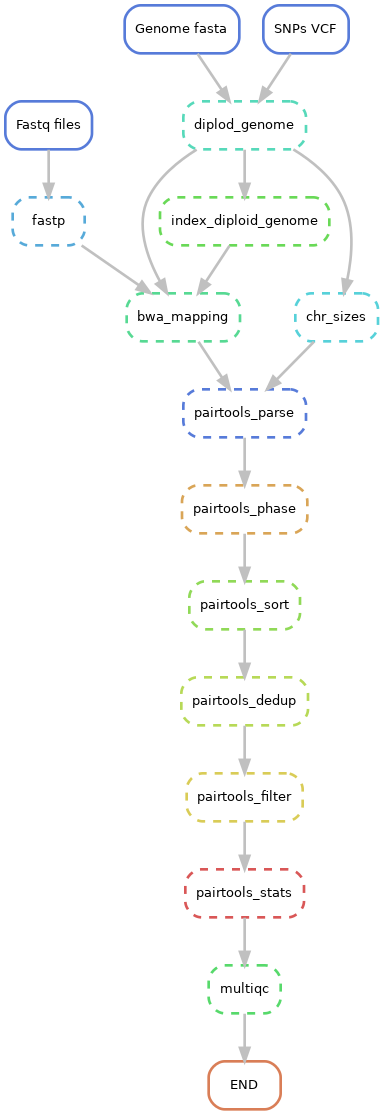 Genome fasta
SNPs VCF
Fastq files
diplod_genome
fastp
index_diploid_genome
bwa_mapping
chr_sizes
pairtools_parse
pairtools_phase
pairtools_sort
pairtools_dedup
pairtools_filter
pairtools_stats
multiqc
END